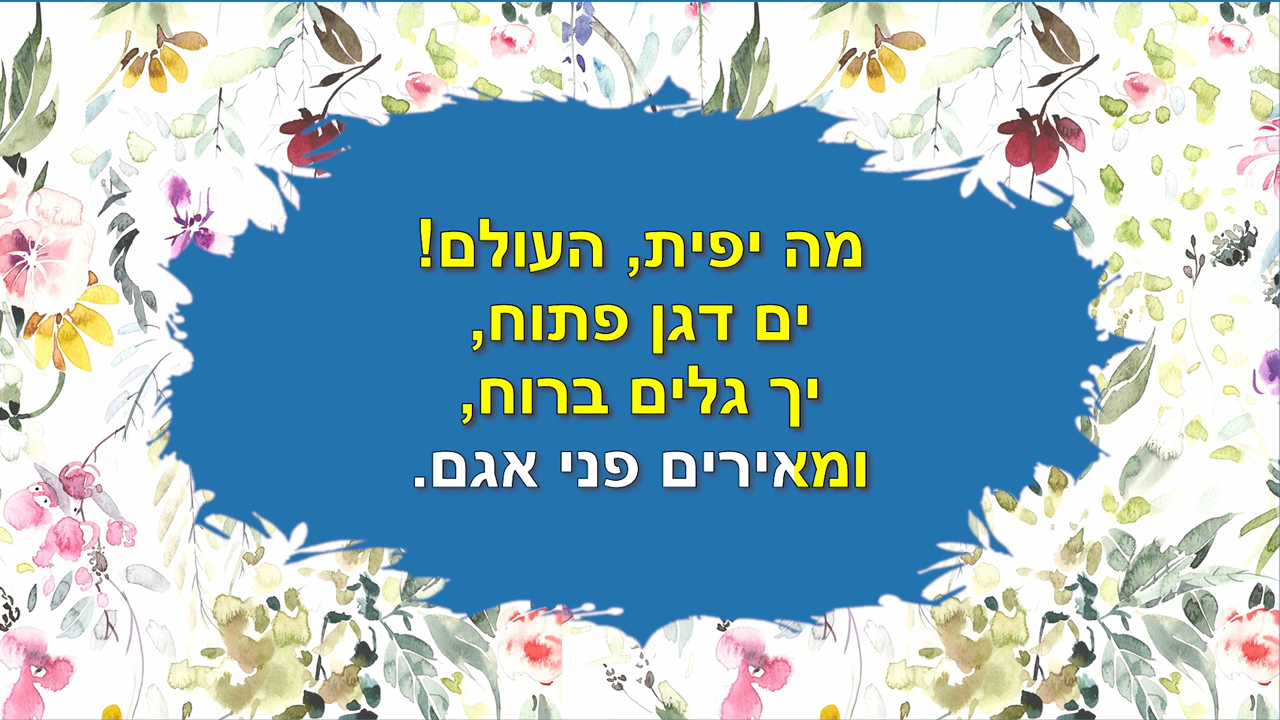 מה יפית, העולם!
ים דגן פתוח,
יך גלים ברוח,
ומאירים פני אגם.